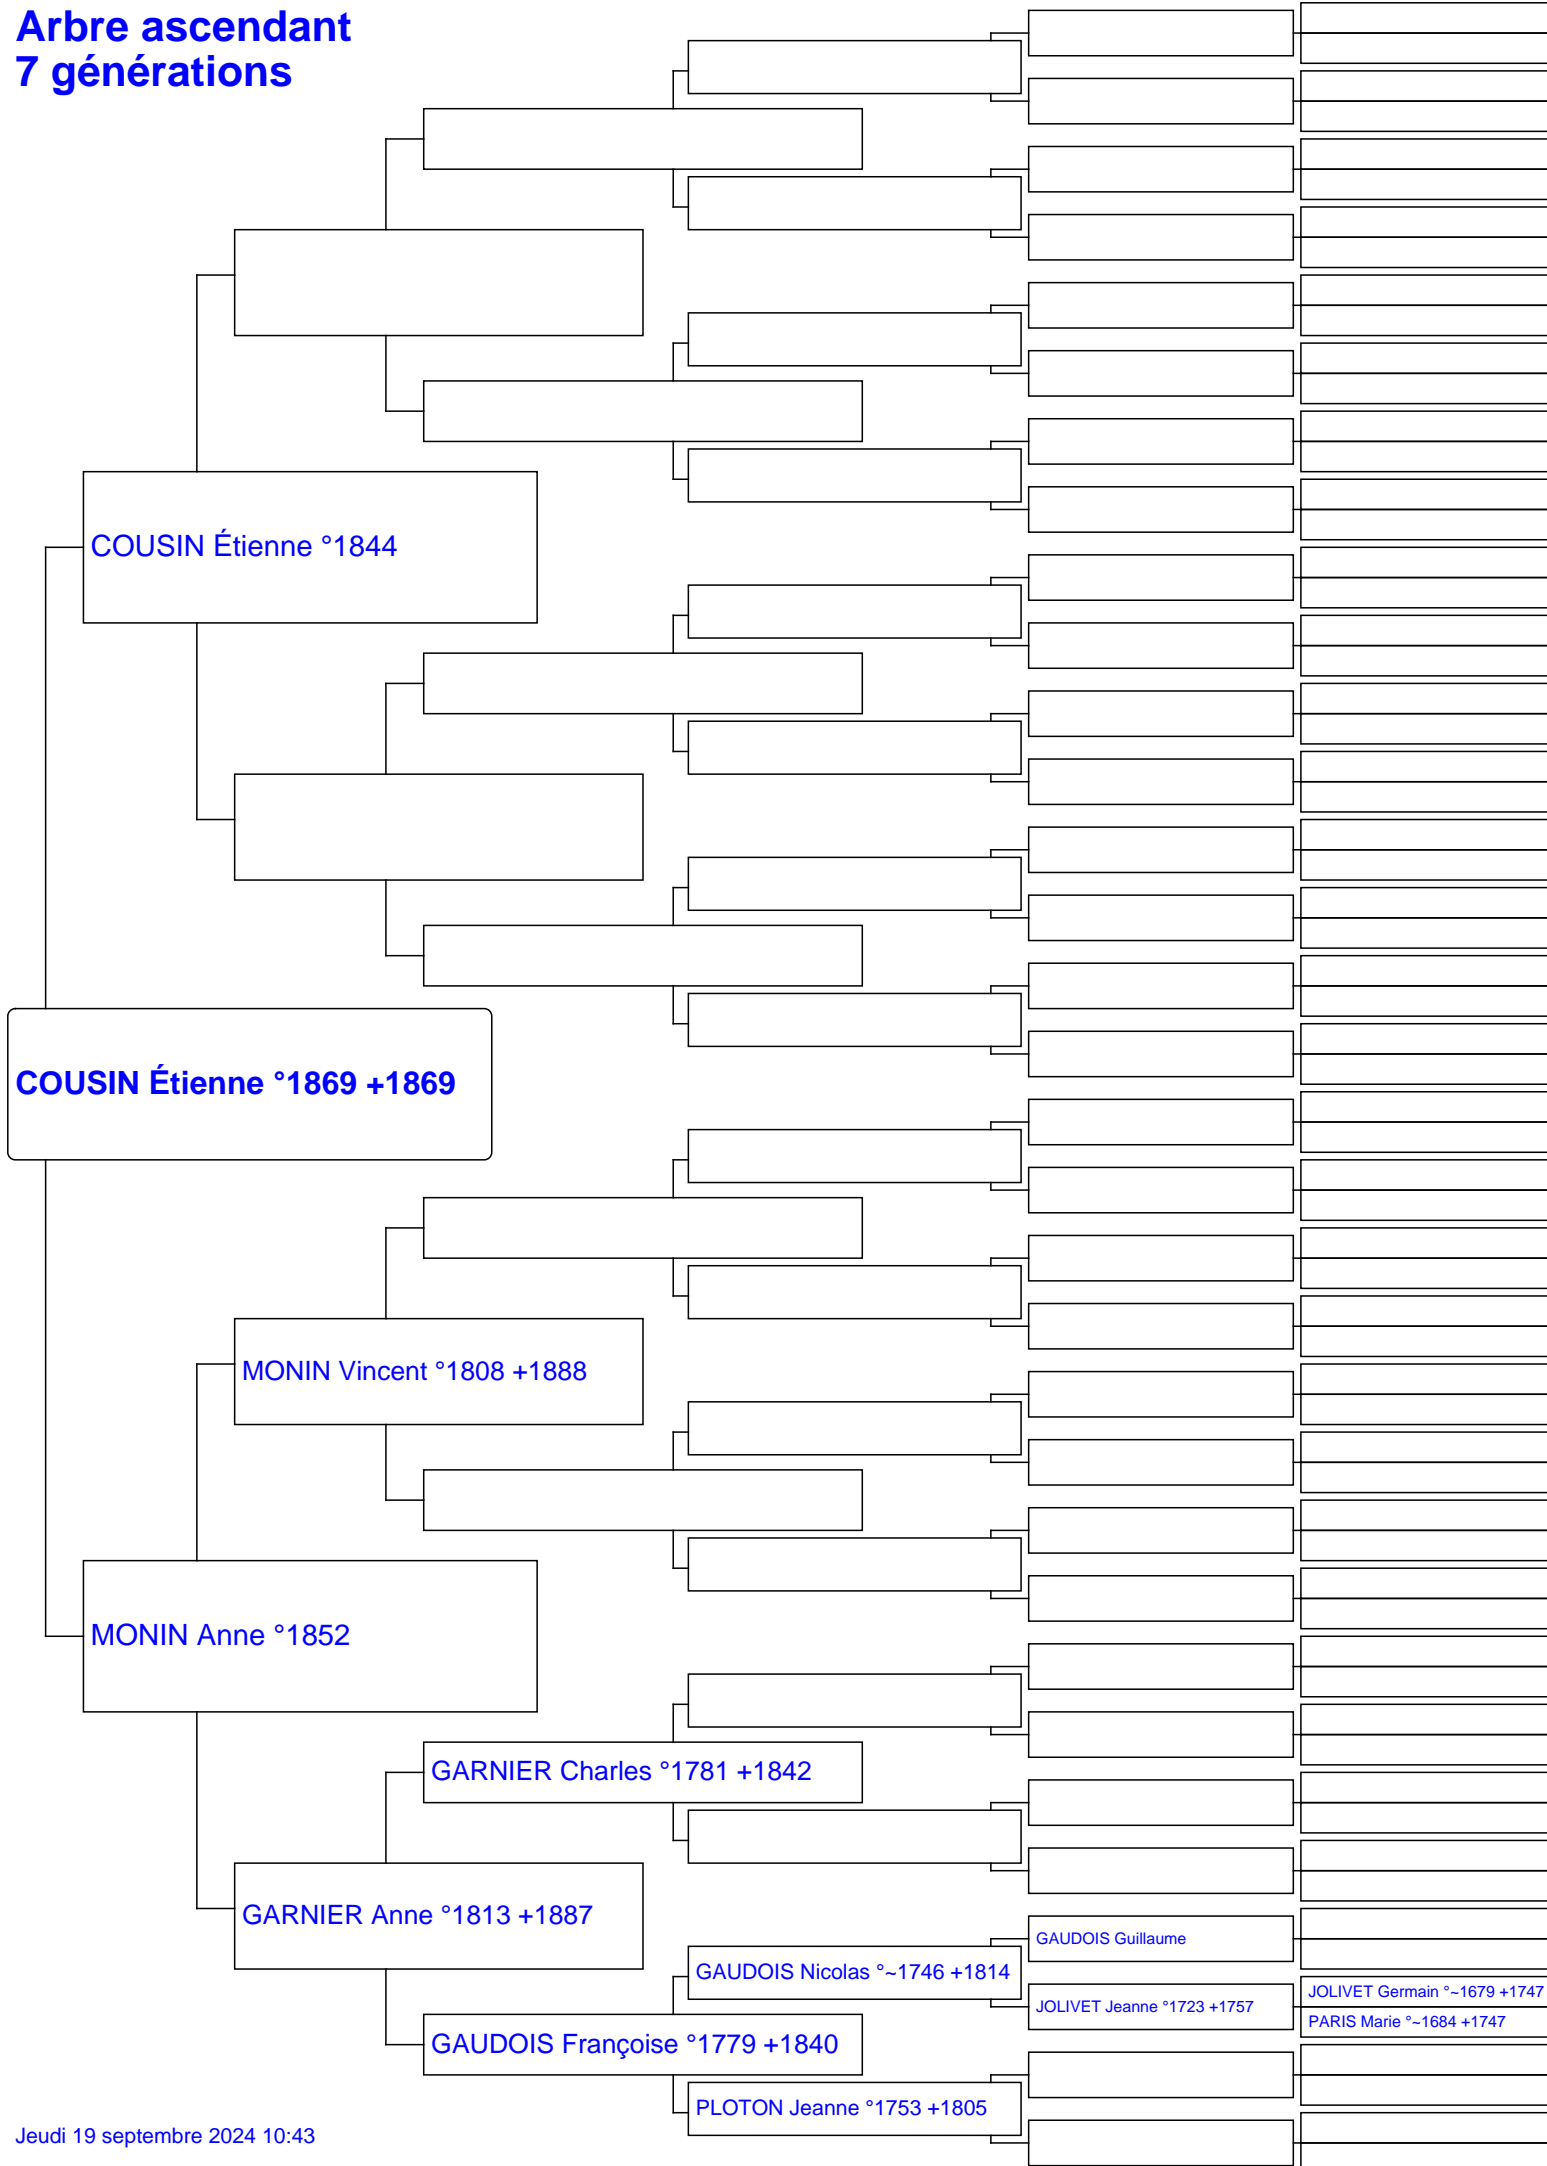 Arbre ascendant
7 générations
COUSIN Étienne °1844
COUSIN Étienne °1869 +1869
MONIN Vincent °1808 +1888
MONIN Anne °1852
GARNIER Charles °1781 +1842
GARNIER Anne °1813 +1887
GAUDOIS Guillaume
GAUDOIS Nicolas °~1746 +1814
JOLIVET Germain °~1679 +1747
JOLIVET Jeanne °1723 +1757
PARIS Marie °~1684 +1747
GAUDOIS Françoise °1779 +1840
PLOTON Jeanne °1753 +1805
Jeudi 19 septembre 2024 10:43